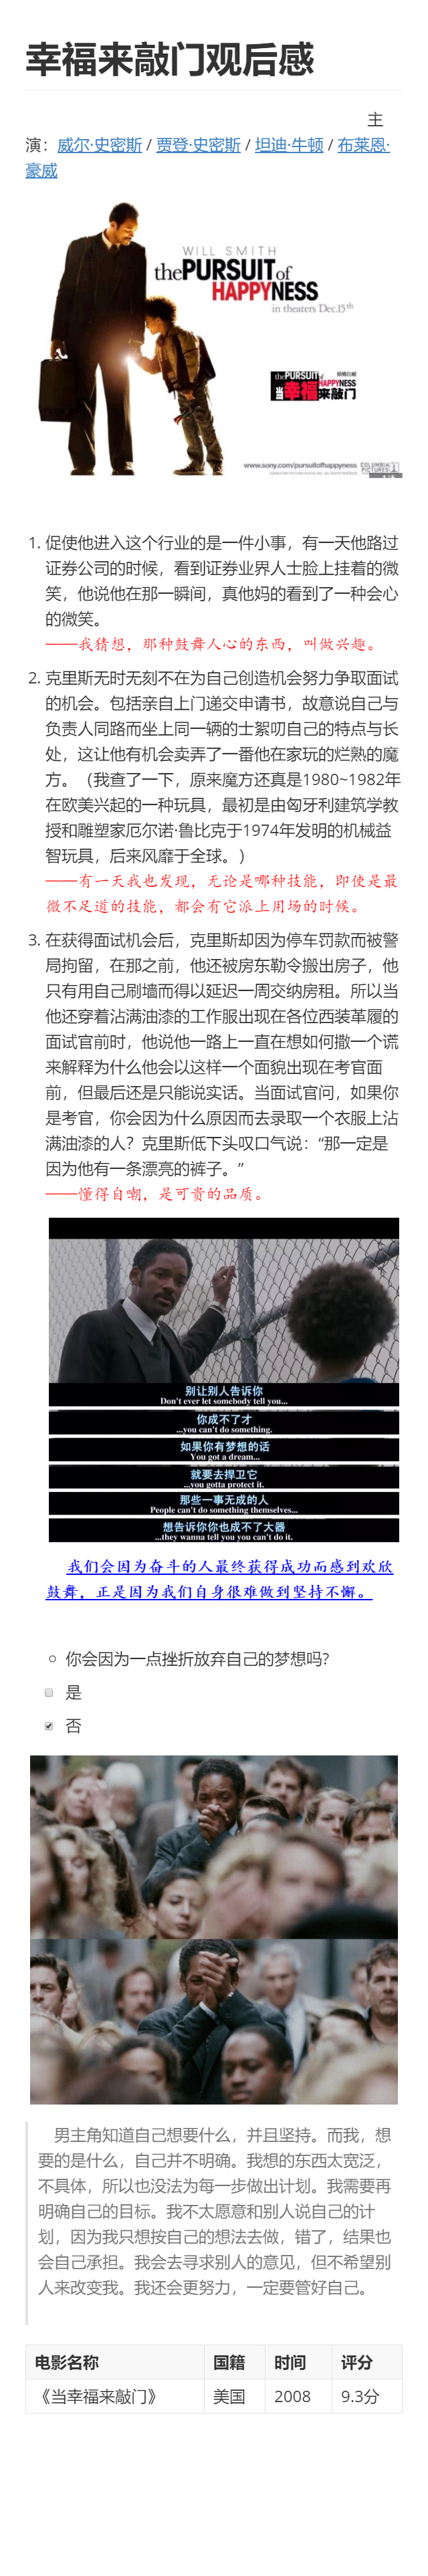 幸福来敲门观后感
主
演：威尔·史密斯 / 贾登·史密斯 / 坦迪·牛顿 / 布莱恩·
豪威
WILL SMITH
the PURSUIT of
HAPPYNESS
in theaters Dec.15th
the PURSUIT of
HAPPYNESS
当幸福来敲门
www.sony.com/pursuitofhappyness
COLUMBIA
PICTURES
1. 促使他进入这个行业的是一件小事，有一天他路过
证券公司的时候，看到证券业界人士脸上挂着的微
笑，他说他在那一瞬间，真他妈的看到了一种会心
的微笑。
——我猜想，那种鼓舞人心的东西，叫做兴趣。
2. 克里斯无时无刻不在为自己创造机会努力争取面试
的机会。包括亲自上门递交申请书，故意说自己与
负责人同路而坐上同一辆的士絮叨自己的特点与长
处，这让他有机会卖弄了一番他在家玩的烂熟的魔
方。（我查了一下，原来魔方还真是1980~1982年
在欧美兴起的一种玩具，最初是由匈牙利建筑学教
授和雕塑家厄尔诺·鲁比克于1974年发明的机械益
智玩具，后来风靡于全球。）
——有一天我也发现，无论是哪种技能，即使是最
微不足道的技能，都会有它派上用场的时候。
3. 在获得面试机会后，克里斯却因为停车罚款而被警
局拘留，在那之前，他还被房东勒令搬出房子，他
只有用自己刷墙而得以延迟一周交纳房租。所以当
他还穿着沾满油漆的工作服出现在各位西装革履的
面试官前时，他说他一路上一直在想如何撒一个谎
来解释为什么他会以这样一个面貌出现在考官面
前，但最后还是只能说实话。当面试官问，如果你
是考官，你会因为什么原因而去录取一个衣服上沾
满油漆的人？克里斯低下头叹口气说：“那一定是
因为他有一条漂亮的裤子。”
——懂得自嘲，是可贵的品质。
别让别人告诉你
Don't ever let somebody tell you...
你成不了才
...you can't do something.
如果你有梦想的话
You got a dream...
就要去捍卫它
...you gotta protect it.
那些一事无成的人
People can't do something themselves...
想告诉你你也成不了大器
...they wanna tell you you can't do it.
我们会因为奋斗的人最终获得成功而感到欢欣
鼓舞，正是因为我们自身很难做到坚持不懈。
你会因为一点挫折放弃自己的梦想吗?
是
否
男主角知道自己想要什么，并且坚持。而我，想
要的是什么，自己并不明确。我想的东西太宽泛，
不具体，所以也没法为每一步做出计划。我需要再
明确自己的目标。我不太愿意和别人说自己的计
划，因为我只想按自己的想法去做，错了，结果也
会自己承担。我会去寻求别人的意见，但不希望别
人来改变我。我还会更努力，一定要管好自己。
电影名称 国籍 时间 评分
《当幸福来敲门》 美国 2008 9.3分